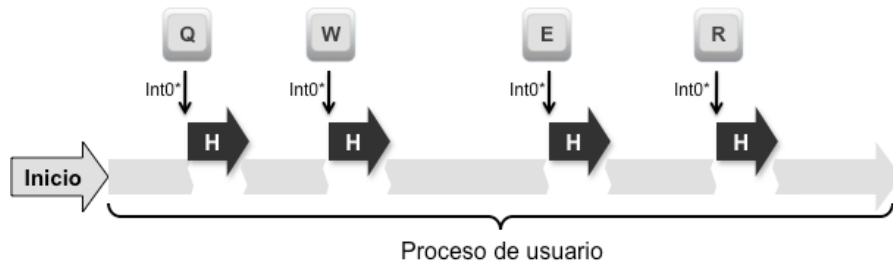 Q W E R
Int0* Int0* Int0* Int0*
H H H H
Inicio
Proceso de usuario